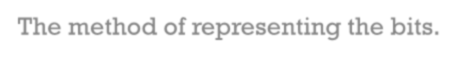 The method of representing the bits.